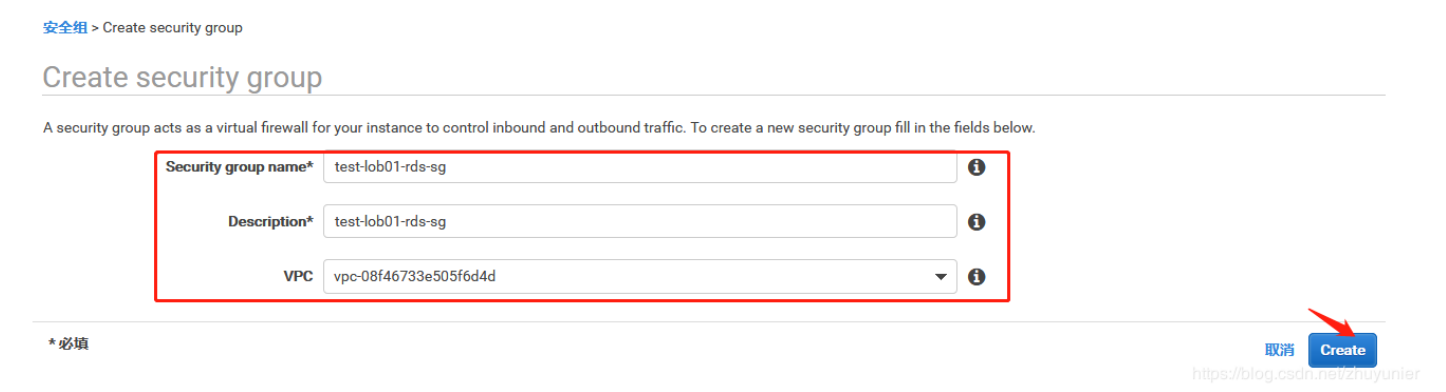 安全组 > Create security group
Create security group
A security group acts as a virtual firewall for your instance to control inbound and outbound traffic. To create a new security group fill in the fields below.
Security group name* test-lob01-rds-sg
Description* test-lob01-rds-sg
VPC vpc-08f46733e505f6d4d
* 必填 取消 Create
https://blog.csdn.net/zhuyunier